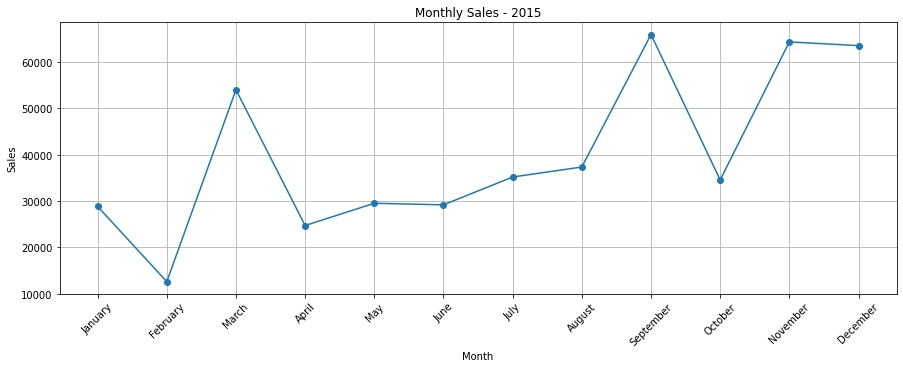 Monthly Sales - 2015
Sales
60000
50000
40000
30000
20000
10000
January
February
March
April
May
June
July
August
September
October
November
December
Month